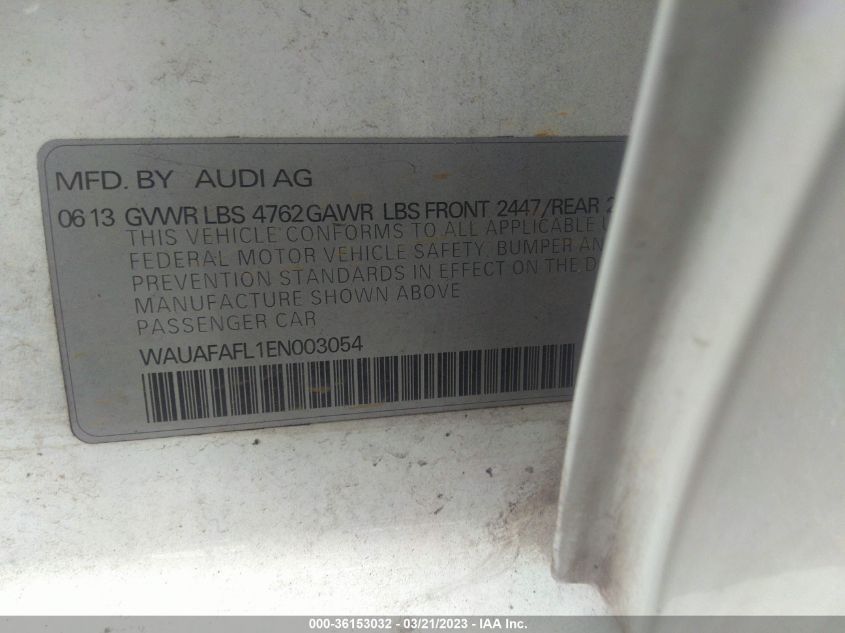 MFD. BY AUDI AG
06 13 GVWR LBS 4762 GAWR LBS FRONT 2447/REAR
THIS VEHICLE CONFORMS TO ALL APPLICABLE
FEDERAL MOTOR VEHICLE SAFETY, BUMPER
PREVENTION STANDARDS IN EFFECT ON THE
MANUFACTURE SHOWN ABOVE
PASSENGER CAR
WAUAFAFL1EN003054
000-36153032 - 03/21/2023 - IAA Inc.